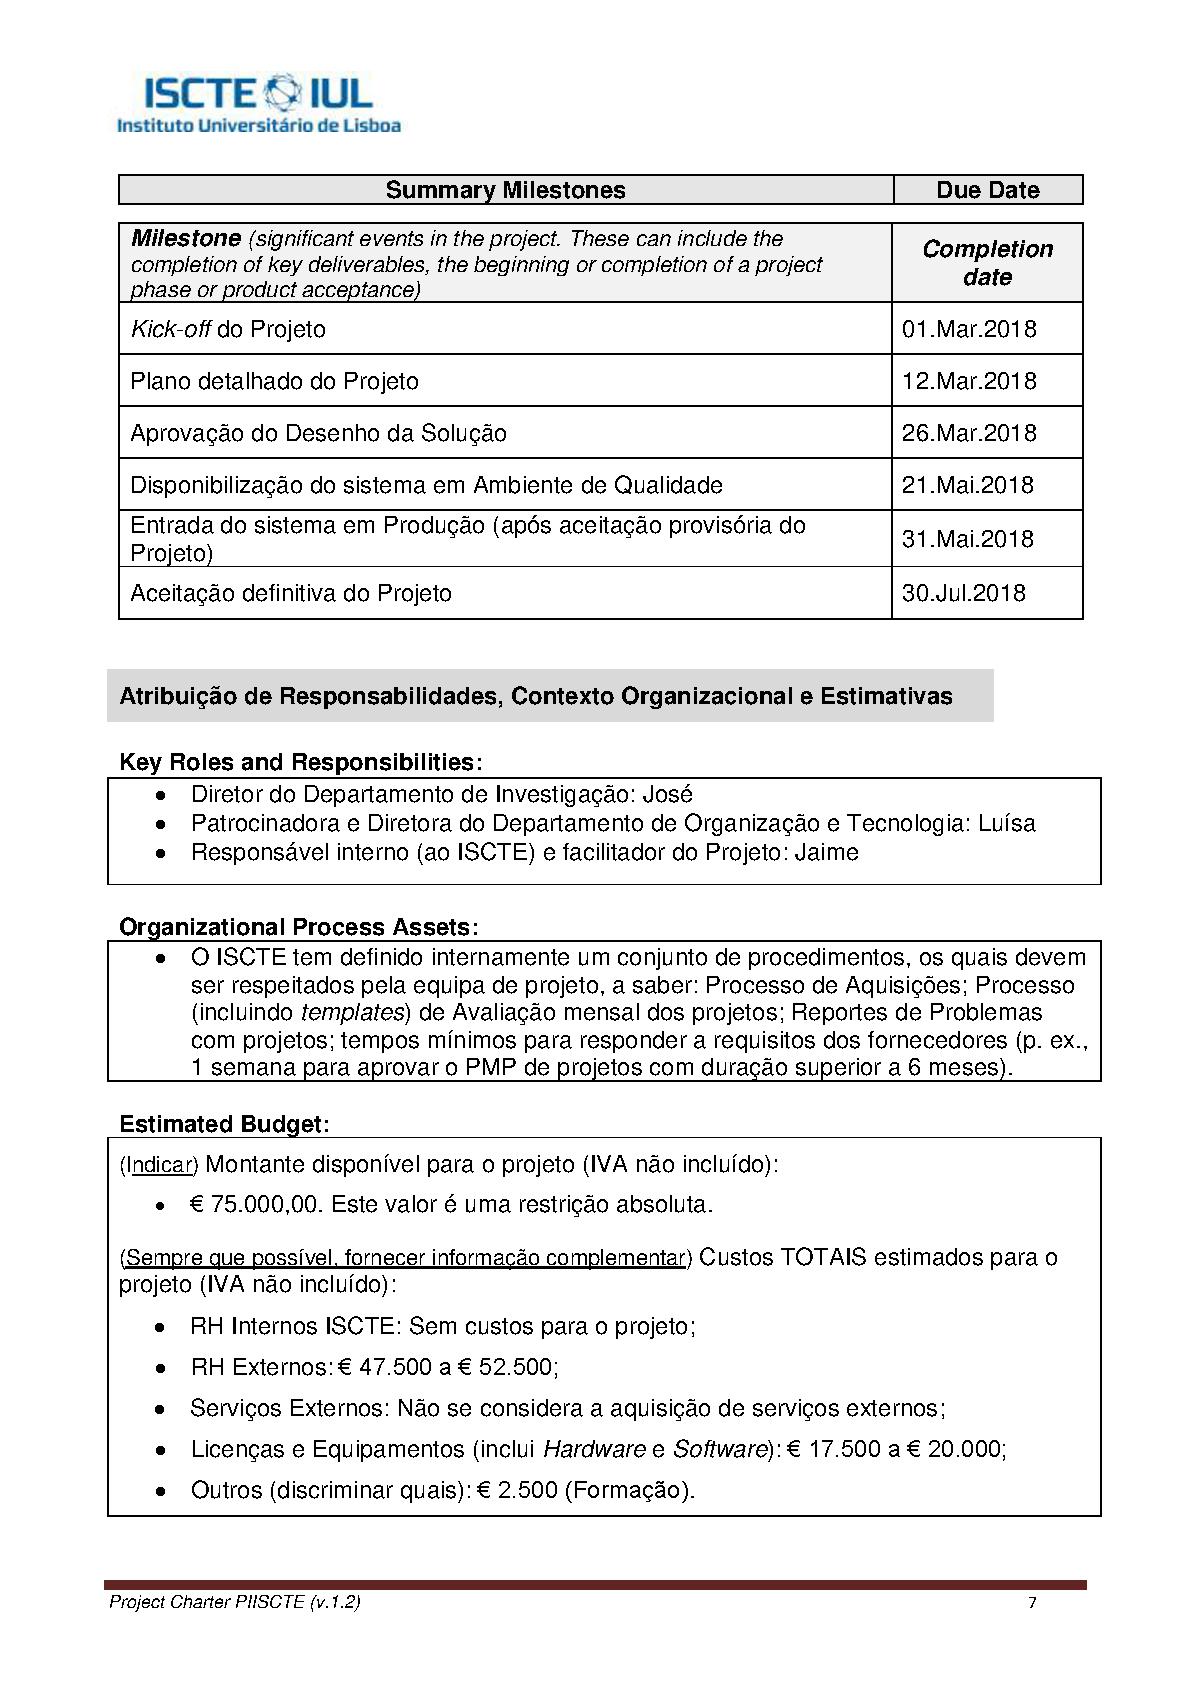 ISCTE IUL
Instituto Universitário de Lisboa
Summary Milestones Due Date
Milestone (significant events in the project. These can include the Completion
completion of key deliverables, the beginning or completion of a project date
phase or product acceptance)
Kick-off do Projeto 01.Mar.2018
Plano detalhado do Projeto 12.Mar.2018
Aprovação do Desenho da Solução 26.Mar.2018
Disponibilização do sistema em Ambiente de Qualidade 21.Mai.2018
Entrada do sistema em Produção (após aceitação provisória do 31.Mai.2018
Projeto)
Aceitação definitiva do Projeto 30.Jul.2018
Atribuição de Responsabilidades, Contexto Organizacional e Estimativas
Key Roles and Responsibilities:
• Diretor do Departamento de Investigação: José
• Patrocinadora e Diretora do Departamento de Organização e Tecnologia: Luísa
• Responsável interno (ao ISCTE) e facilitador do Projeto: Jaime
Organizational Process Assets:
• O ISCTE tem definido internamente um conjunto de procedimentos, os quais devem
ser respeitados pela equipa de projeto, a saber: Processo de Aquisições; Processo
(incluindo templates) de Avaliação mensal dos projetos; Reportes de Problemas
com projetos; tempos mínimos para responder a requisitos dos fornecedores (p. ex.,
1 semana para aprovar o PMP de projetos com duração superior a 6 meses).
Estimated Budget:
(Indicar) Montante disponível para o projeto (IVA não incluído):
• € 75.000,00. Este valor é uma restrição absoluta.
(Sempre que possível, fornecer informação complementar) Custos TOTAIS estimados para o
projeto (IVA não incluído):
• RH Internos ISCTE: Sem custos para o projeto;
• RH Externos: € 47.500 a € 52.500;
• Serviços Externos: Não se considera a aquisição de serviços externos;
• Licenças e Equipamentos (inclui Hardware e Software): € 17.500 a € 20.000;
• Outros (discriminar quais): € 2.500 (Formação).
Project Charter PIISCTE (v.1.2) 7